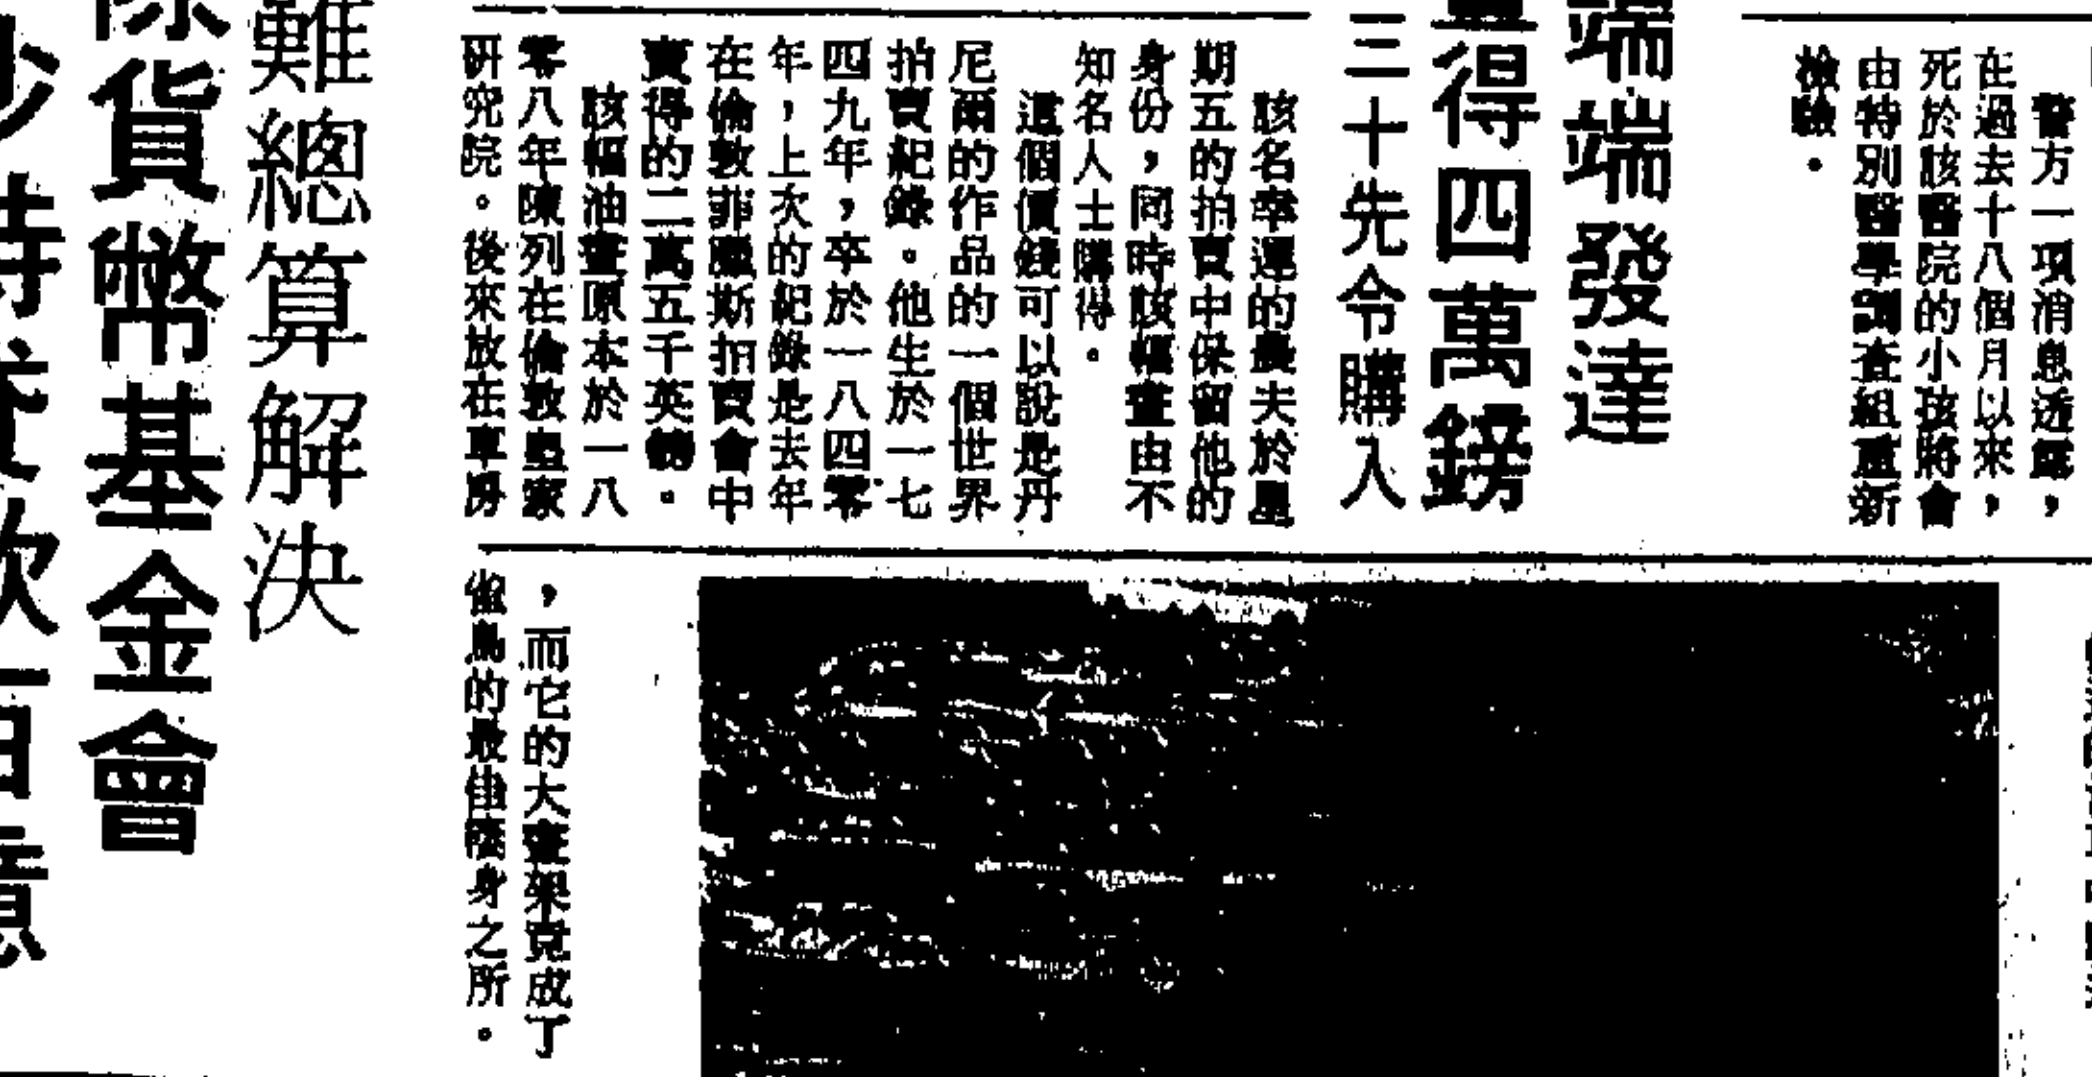 警方一項消息透露，
在過去十八個月以來，
死於該醫院的小孩將會
由特別醫學調查組重新
檢驗。
端端發達
得四萬鎊
三十先令購入
該名幸運的農夫於星
期五的拍賣中保留他的
身份，同時該幅畫由不
知名人士購得。
這個價錢可以說是丹
尼爾的作品的一個世界
拍賣紀錄。他生於一七
四九年，卒於一八四零
年，上次的紀錄是去年
在倫敦菲臘斯拍賣會中
賣得的二萬五千英鎊。
該幅油畫原本於一八
零八年陳列在倫敦皇家
研究院。後來放在車房
，而它的大畫架竟成了
雀鳥的最佳棲身之所。
難總算解決
際貨幣基金會